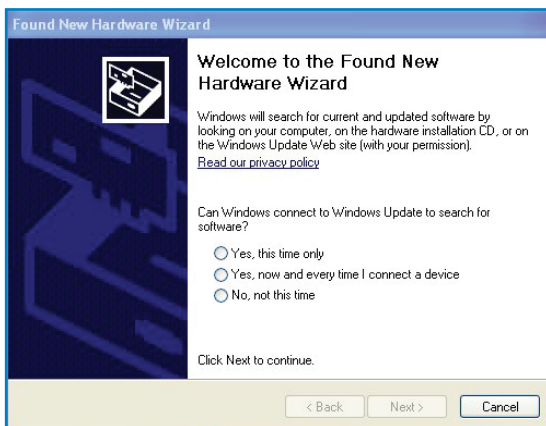 Found New Hardware Wizard
Welcome to the Found New
Hardware Wizard
Windows will search for current and updated software by
looking on your computer, on the hardware installation CD, or on
the Windows Update Web site (with your permission).
Read our privacy policy
Can Windows connect to Windows Update to search for
software?
Yes, this time only
Yes, now and every time I connect a device
No, not this time
Click Next to continue.
< Back
Next >
Cancel